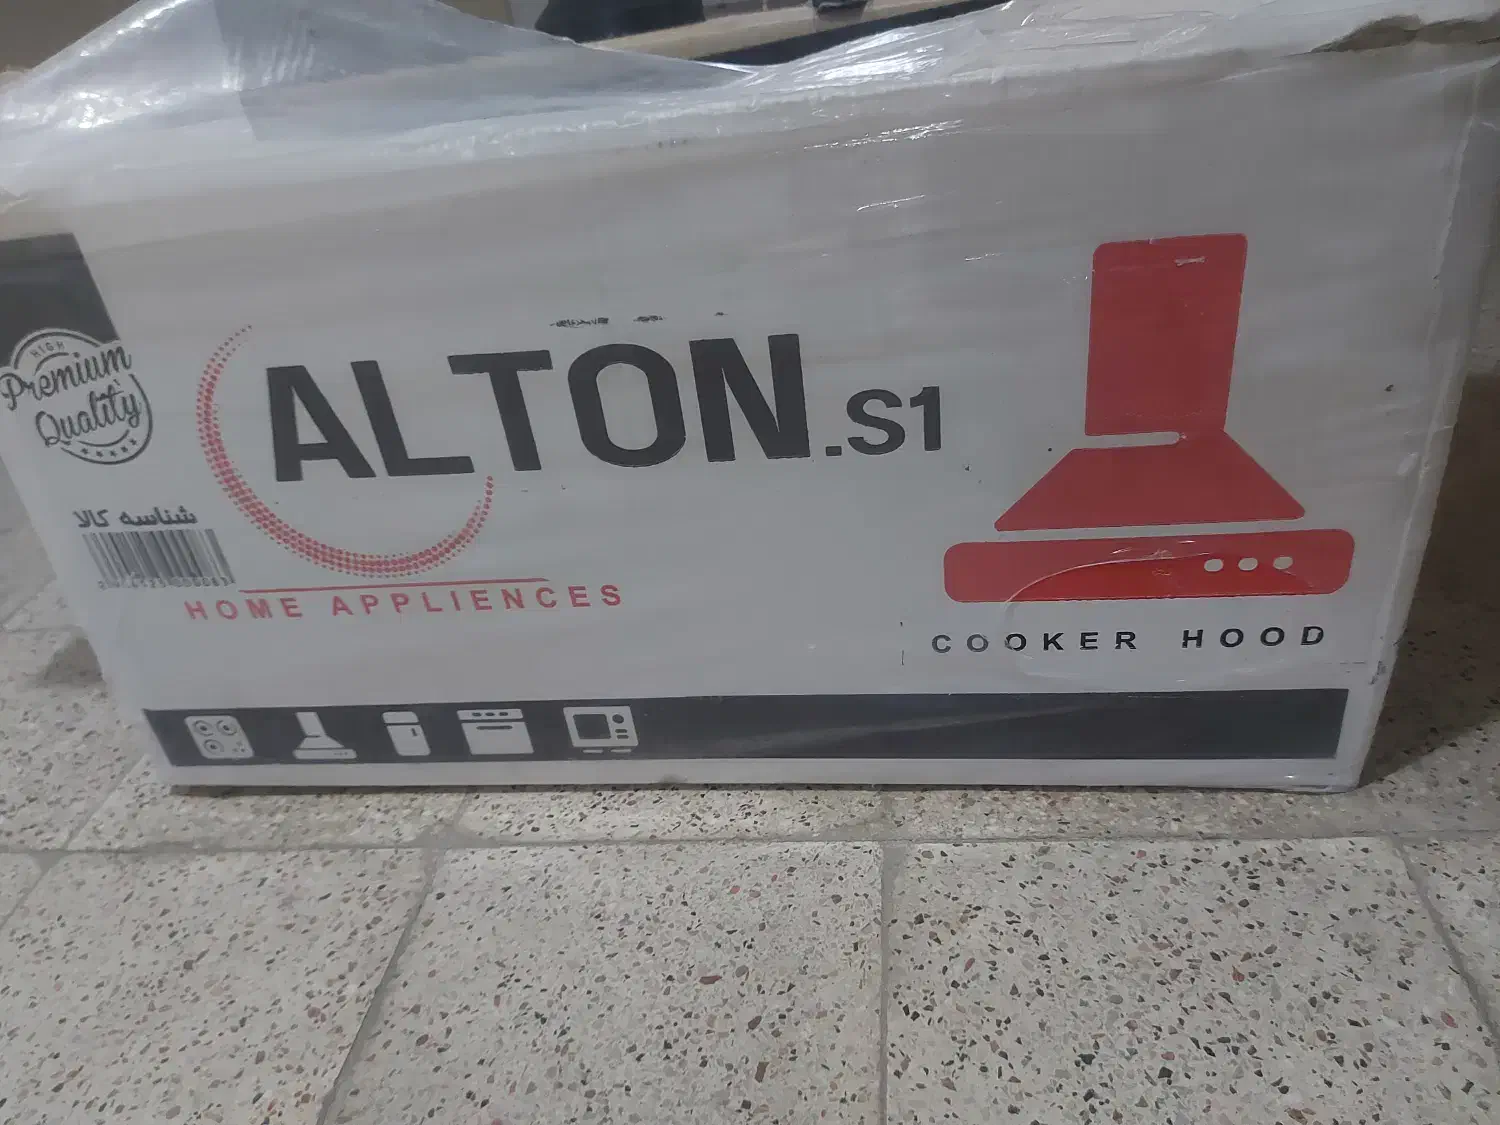 HIGH
Premium
Quality
ALTON.S1
شناسه کالا
HOME APPLIENCES
COOKER HOOD